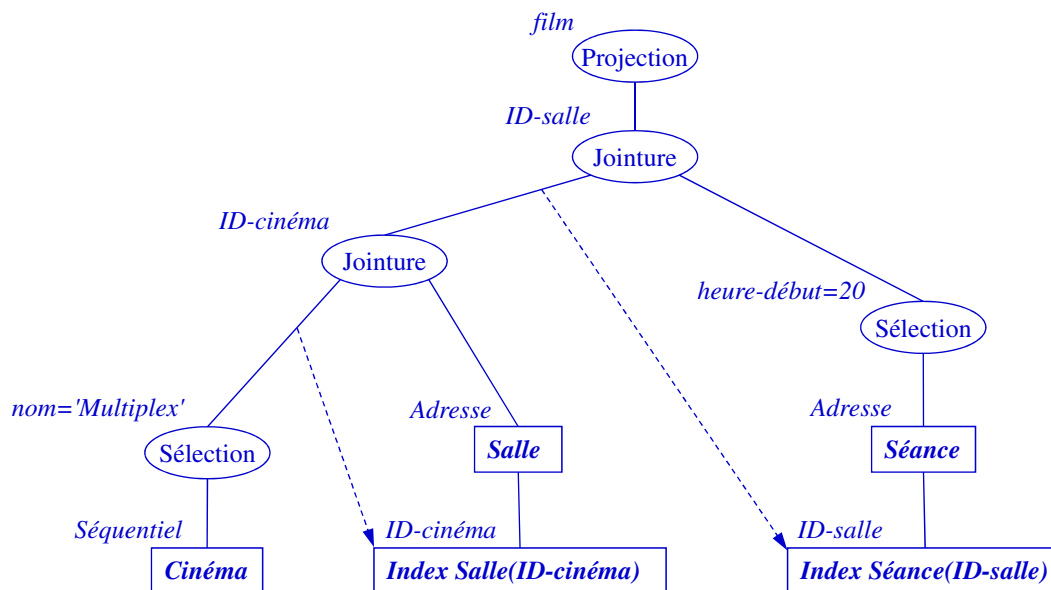 film
Projection
ID-salle
Jointure
ID-cinéma
Jointure
heure-début=20
Sélection
nom='Multiplex'
Adresse
Adresse
Sélection
Salle
Séance
Séquentiel
ID-cinéma
ID-salle
Cinéma
Index Salle(ID-cinéma)
Index Séance(ID-salle)